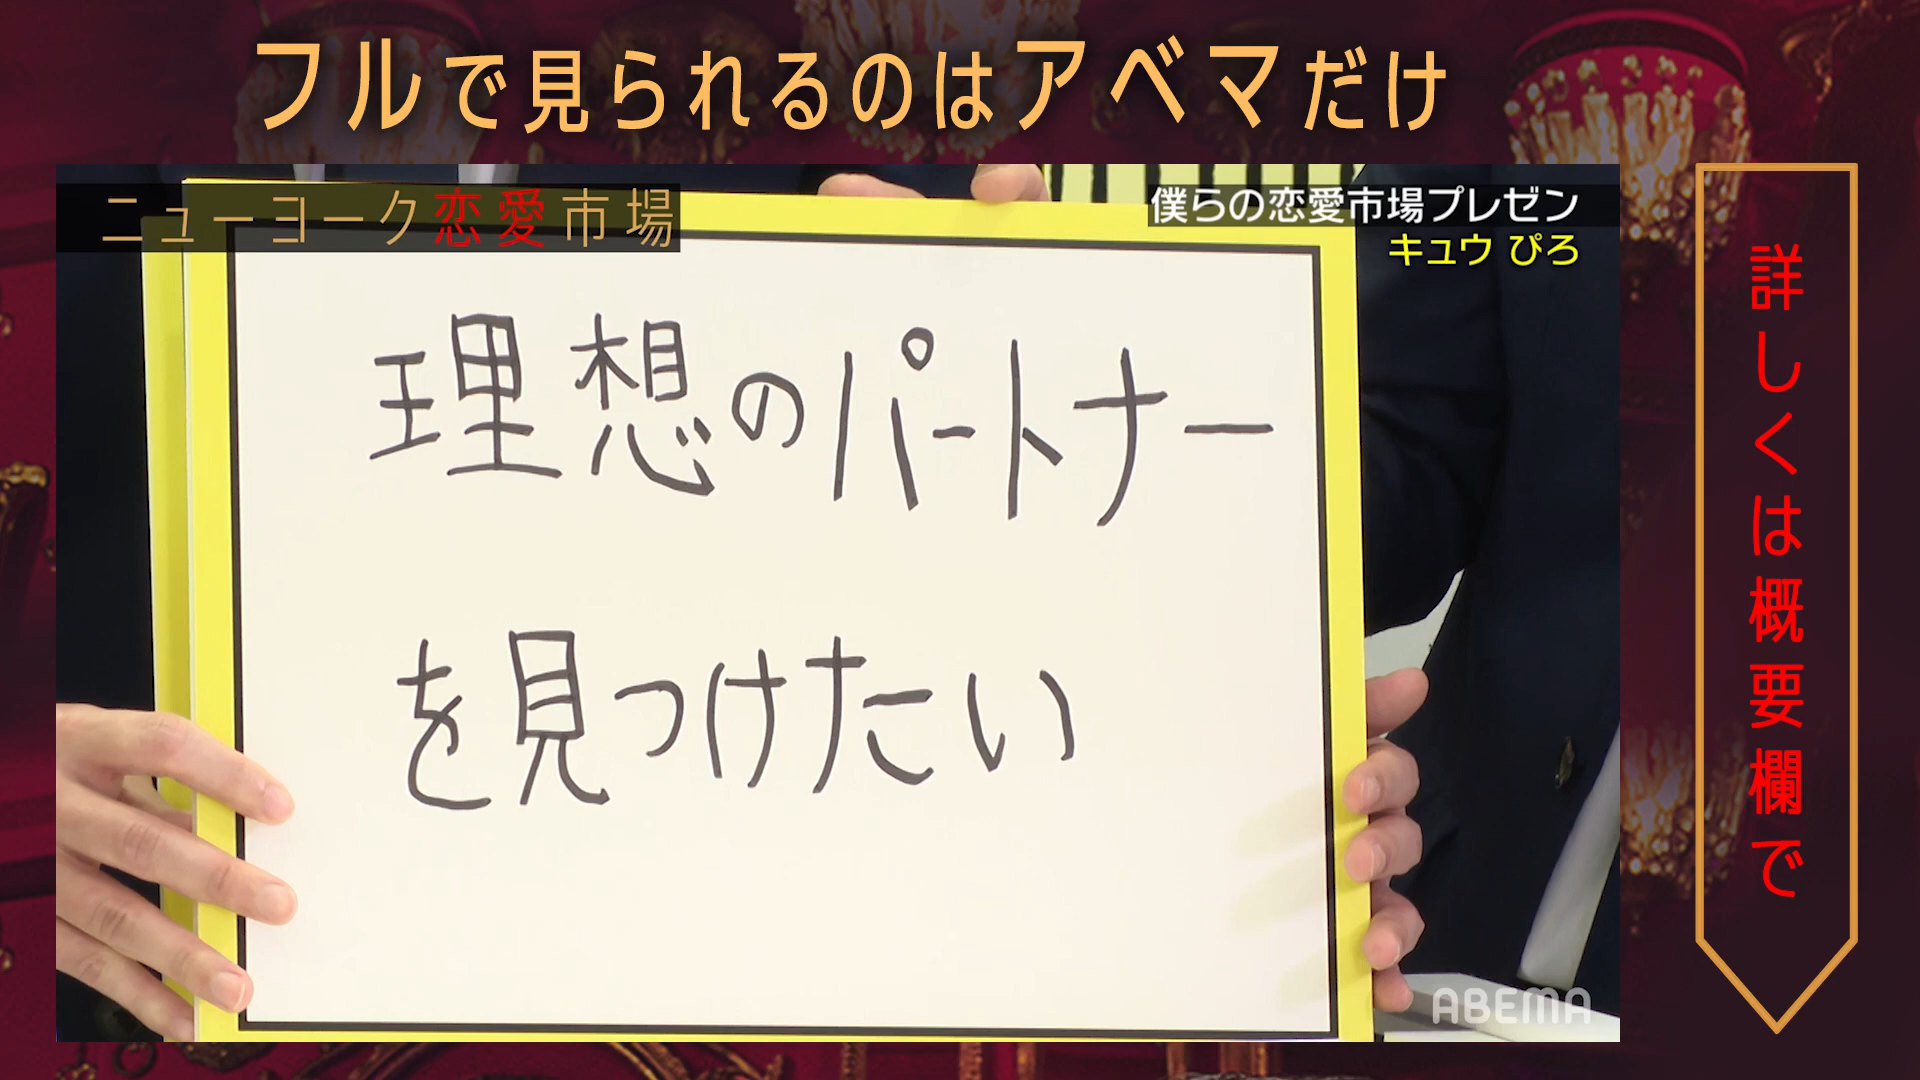 フルで見られるのはアベマだけ
ニューヨーク恋愛市場
僕らの恋愛市場プレゼン
キュウ ぴろ
理想のパートナー
を見つけたい
詳しくは概要欄で
ABEMA